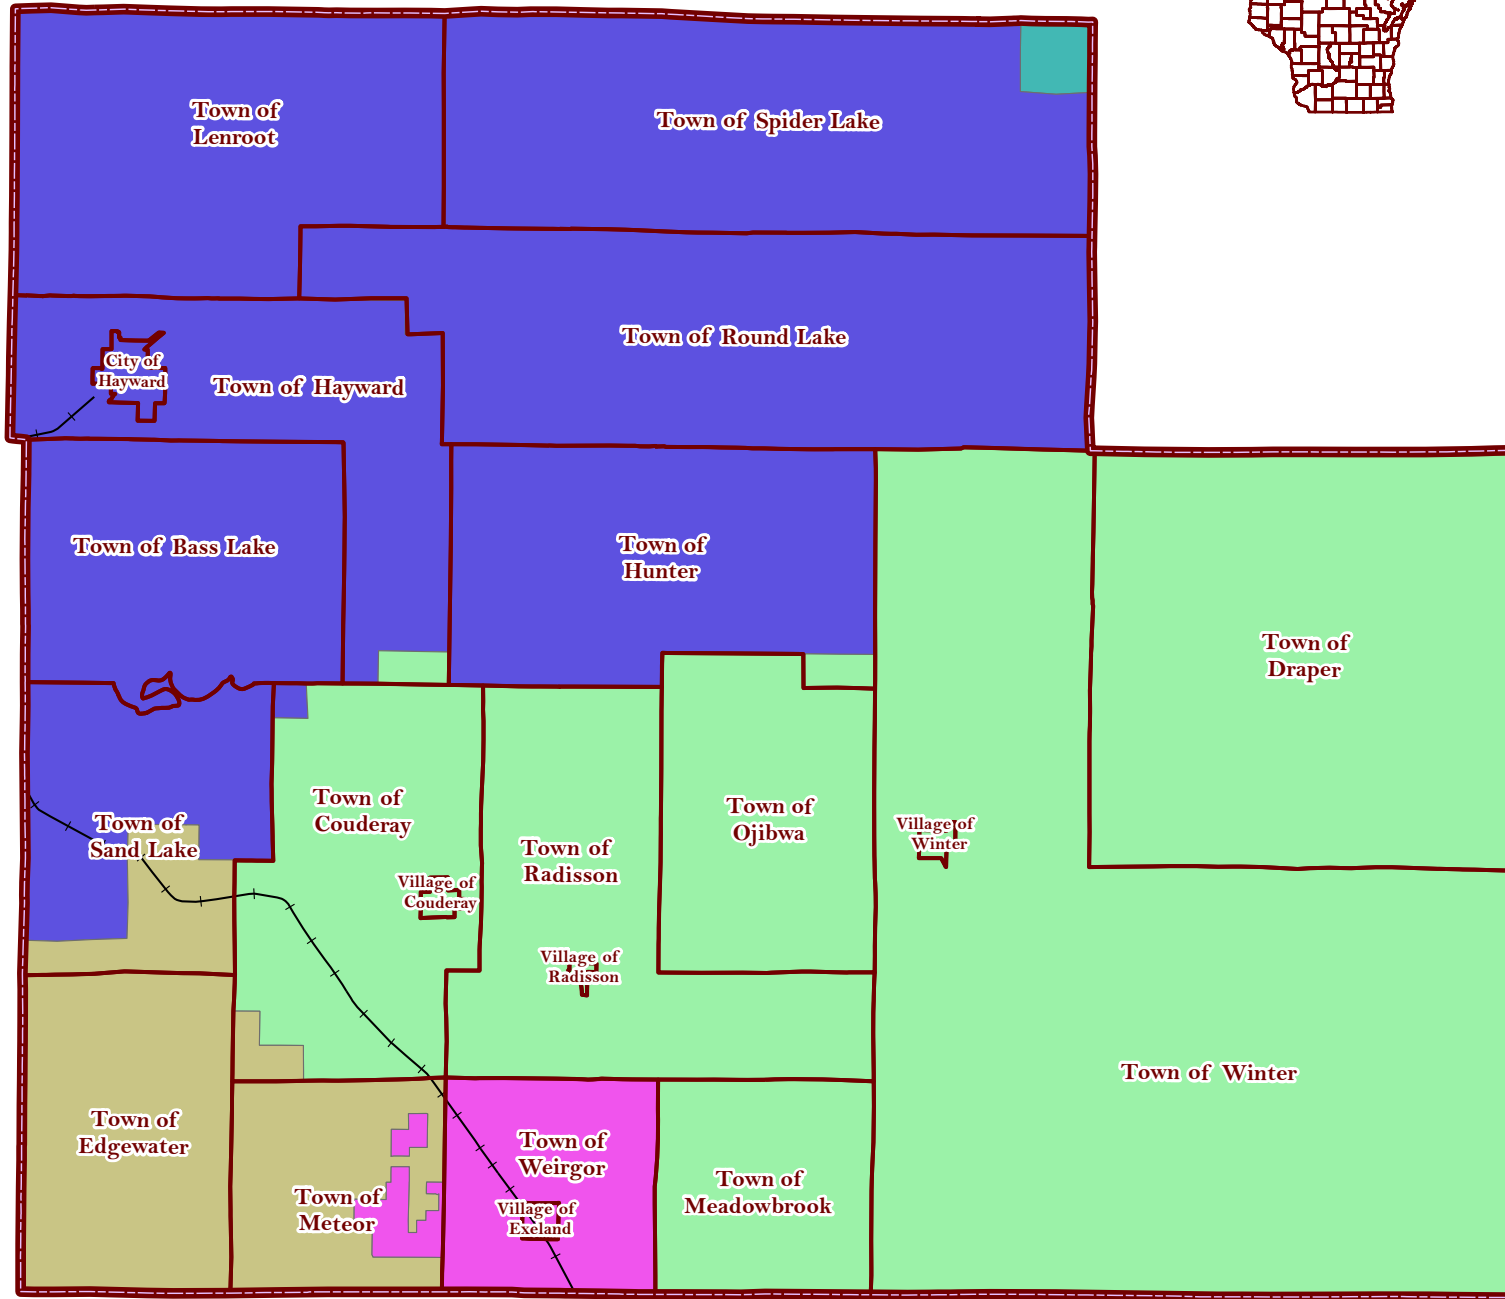 Town of
Lenroot
Town of Spider Lake
Town of Round Lake
City of
Hayward
Town of Hayward
Town of Bass Lake
Town of
Hunter
Town of
Draper
Town of
Sand Lake
Town of
Couderay
Village of
Couderay
Town of
Radisson
Village of
Radisson
Town of
Ojibwa
Village of
Winter
Town of Winter
Town of
Edgewater
Town of
Meteor
Town of
Weirgor
Village of
Exeland
Town of
Meadowbrook